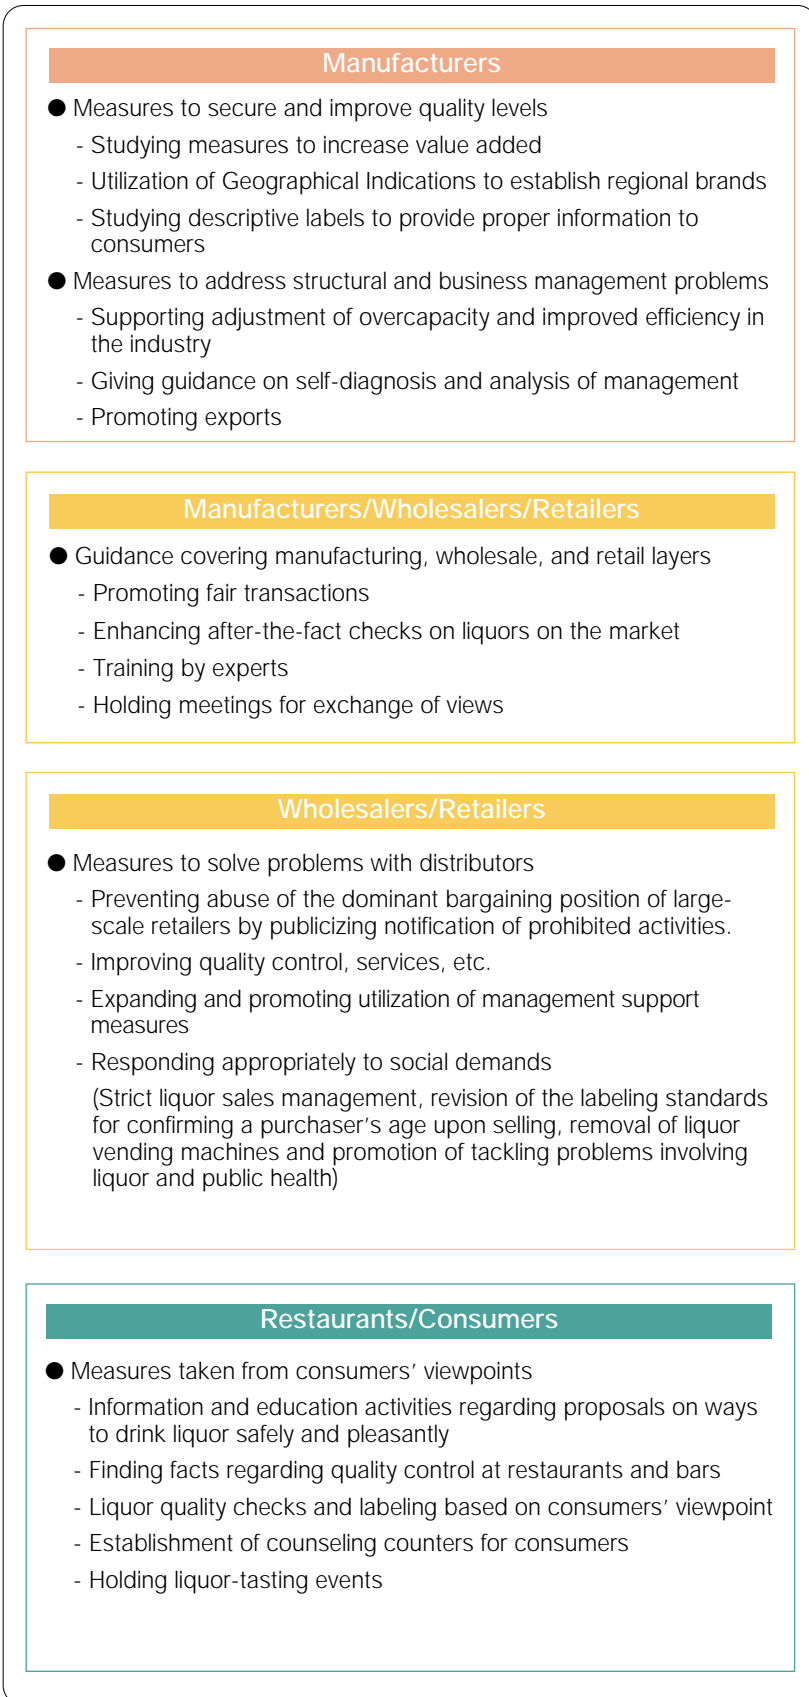 Manufacturers
● Measures to secure and improve quality levels
- Studying measures to increase value added
- Utilization of Geographical Indications to establish regional brands
- Studying descriptive labels to provide proper information to
consumers
● Measures to address structural and business management problems
- Supporting adjustment of overcapacity and improved efficiency in
the industry
- Giving guidance on self-diagnosis and analysis of management
- Promoting exports
Manufacturers/Wholesalers/Retailers
● Guidance covering manufacturing, wholesale, and retail layers
- Promoting fair transactions
- Enhancing after-the-fact checks on liquors on the market
- Training by experts
- Holding meetings for exchange of views
Wholesalers/Retailers
● Measures to solve problems with distributors
- Preventing abuse of the dominant bargaining position of large-
scale retailers by publicizing notification of prohibited activities.
- Improving quality control, services, etc.
- Expanding and promoting utilization of management support
measures
- Responding appropriately to social demands
(Strict liquor sales management, revision of the labeling standards
for confirming a purchaser’s age upon selling, removal of liquor
vending machines and promotion of tackling problems involving
liquor and public health)
Restaurants/Consumers
● Measures taken from consumers’ viewpoints
- Information and education activities regarding proposals on ways
to drink liquor safely and pleasantly
- Finding facts regarding quality control at restaurants and bars
- Liquor quality checks and labeling based on consumers’ viewpoint
- Establishment of counseling counters for consumers
- Holding liquor-tasting events